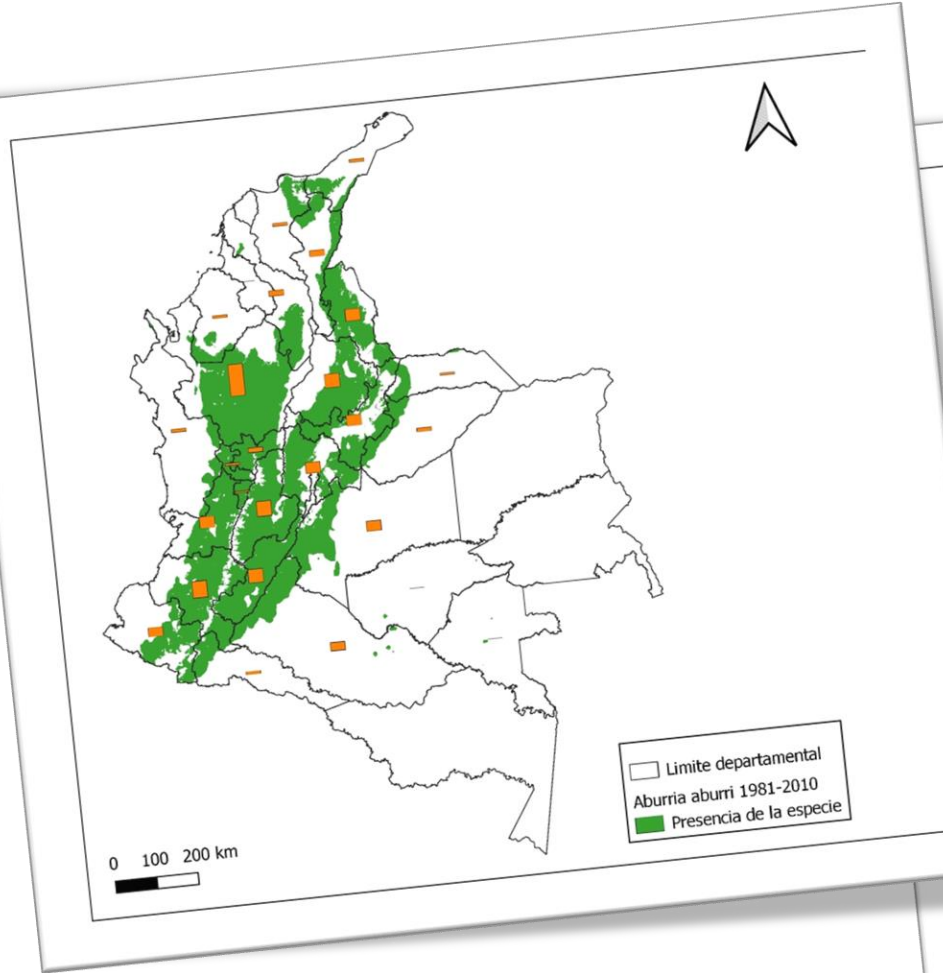 Limite departamental
Aburria aburri 1981-2010
Presencia de la especie
0 100 200 km